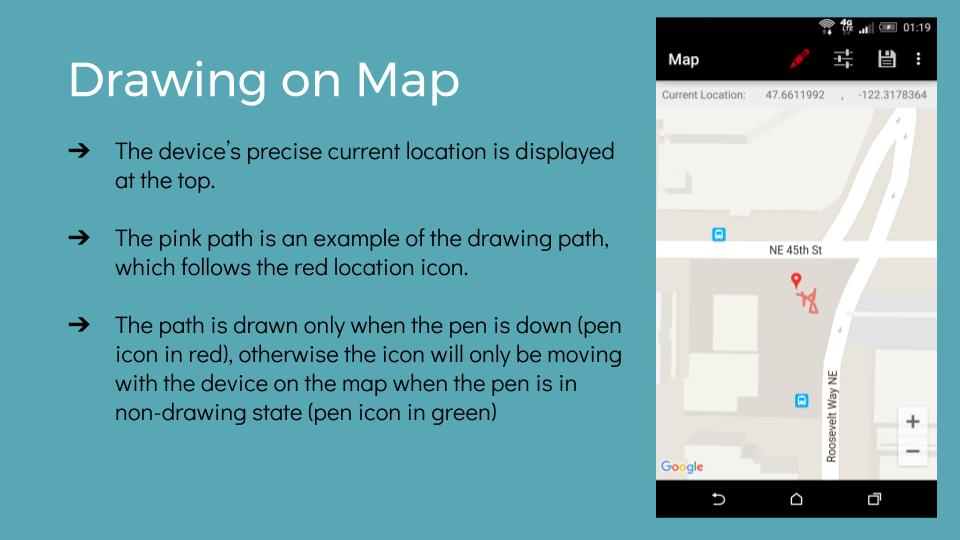 Drawing on Map
➔ The device's precise current location is displayed
at the top.
➔ The pink path is an example of the drawing path,
which follows the red location icon.
➔ The path is drawn only when the pen is down (pen
icon in red), otherwise the icon will only be moving
with the device on the map when the pen is in
non-drawing state (pen icon in green)
4G LTE 01:19
Map
Current Location: 47.6611992 , -122.3178364
NE 45th St
Roosevelt Way NE
+
−
Google